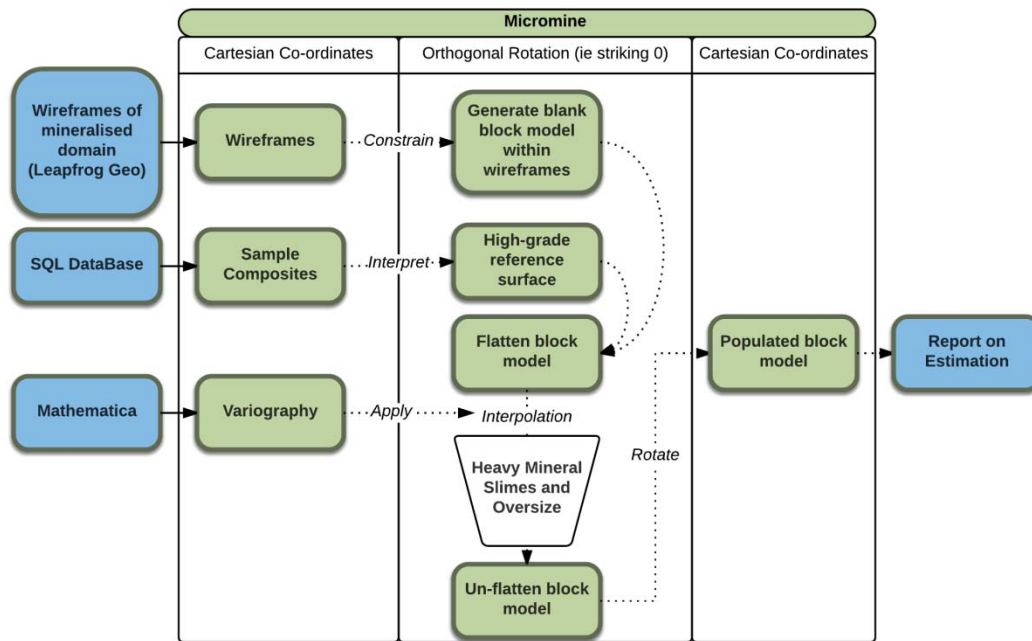 Micromine
Cartesian Co-ordinates
Orthogonal Rotation (ie striking 0)
Cartesian Co-ordinates
Wireframes of
mineralised
domain
(Leapfrog Geo)
Wireframes
Constrain
Generate blank
block model
within
wireframes
SQL DataBase
Sample
Composites
Interpret
High-grade
reference
surface
Flatten block
model
Populated block
model
Report on
Estimation
Mathematica
Variography
Apply
Interpolation
Heavy Mineral
Slimes and
Oversize
Rotate
Un-flatten block
model